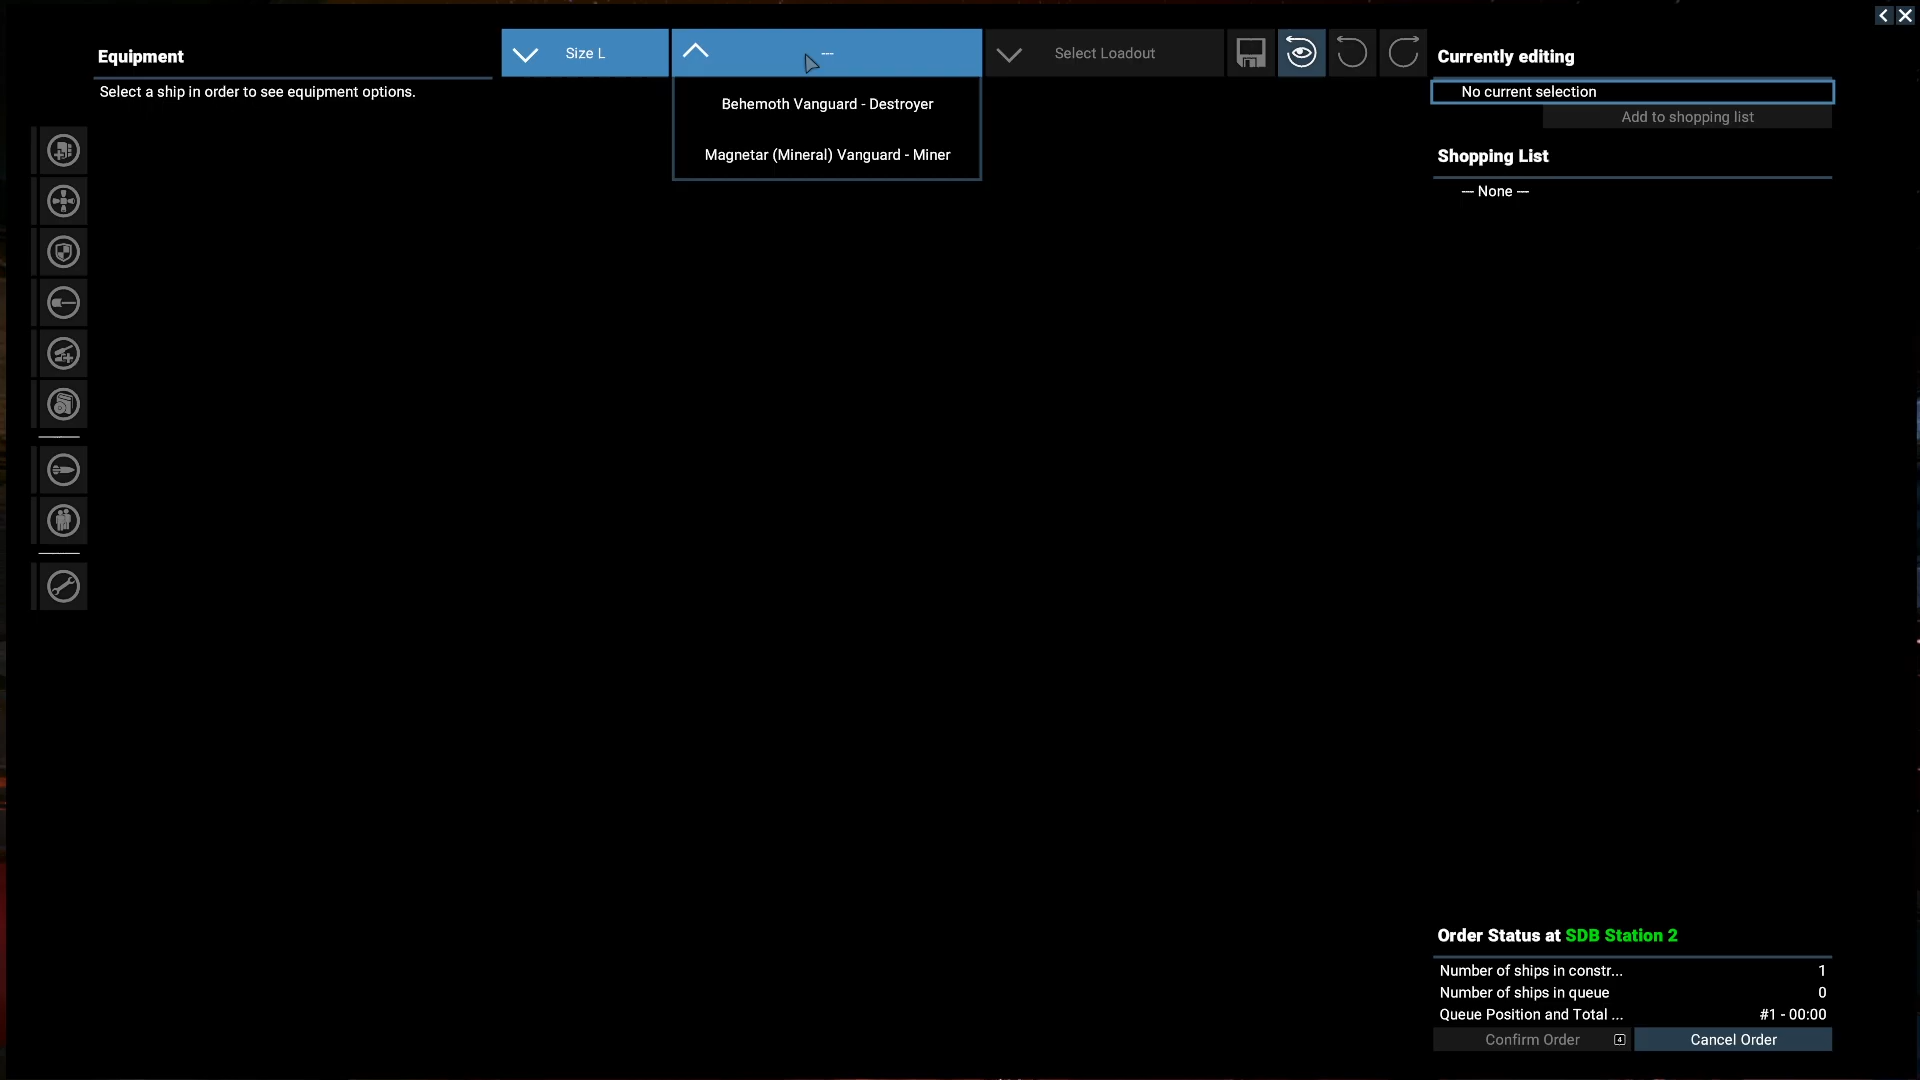 Equipment
Select a ship in order to see equipment options.
Size L
---
Behemoth Vanguard - Destroyer
Magnetar (Mineral) Vanguard - Miner
Select Loadout
Currently editing
No current selection
Add to shopping list
Shopping List
--- None ---
Order Status at SDB Station 2
Number of ships in constr... 1
Number of ships in queue 0
Queue Position and Total ... #1 - 00:00
Confirm Order 4
Cancel Order